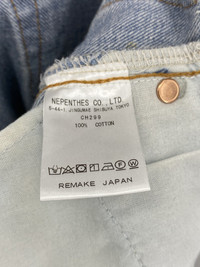 NEPENTHES CO., LTD.
5-44-1 JINGUMAE SHIBUYA TOKYO
CH299
100% COTTON
REMAKE JAPAN